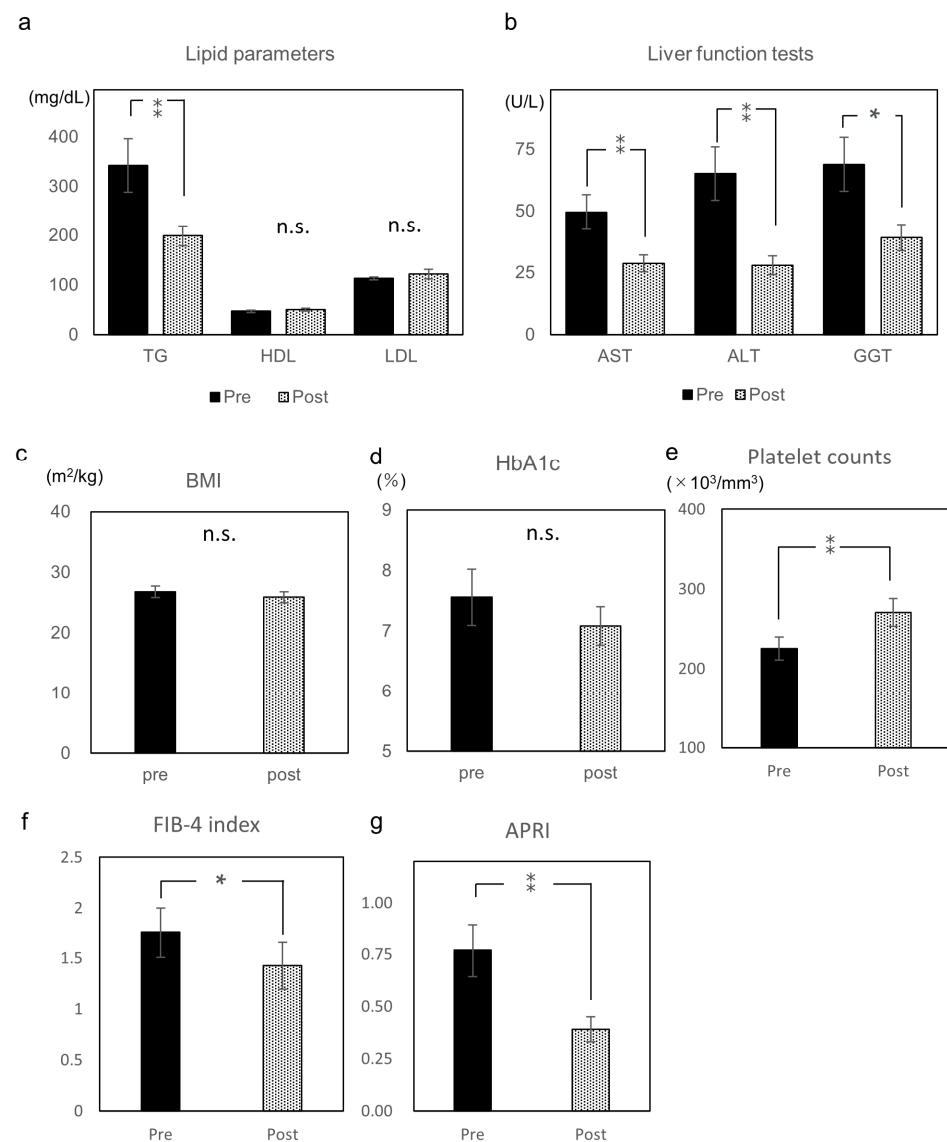 a
Lipid parameters
(mg/dL)
400
300
200
100
0
**
n.s.
n.s.
TG HDL LDL
Pre Post
b
Liver function tests
(U/L)
75
50
25
0
**
**
*
AST ALT GGT
Pre Post
c
(m²/kg)
BMI
40
30
20
10
0
n.s.
pre post
d
(%)
HbA1c
9
8
7
6
5
n.s.
pre post
e
Platelet counts
(×10³/mm³)
400
300
200
100
**
Pre Post
f
FIB-4 index
2.5
2
1.5
1
0.5
0
*
Pre Post
g
APRI
1.00
0.75
0.50
0.25
0.00
**
Pre Post